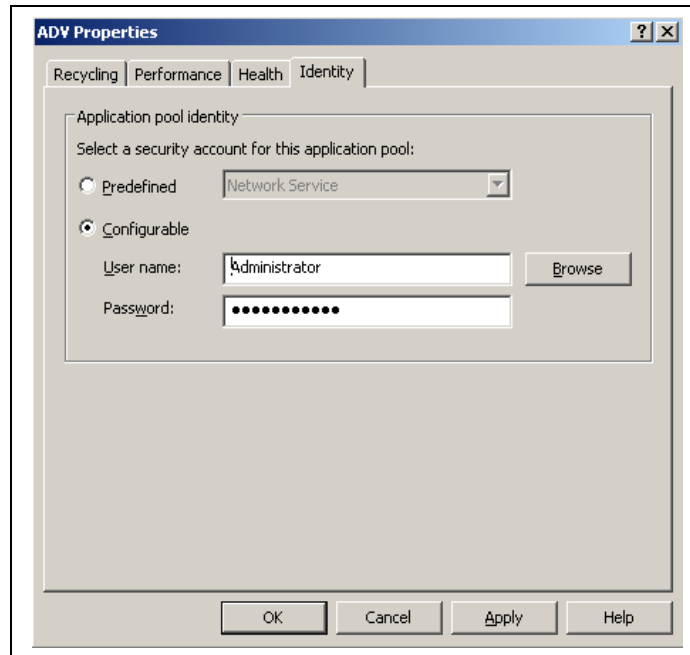 ADV Properties
Recycling Performance Health Identity
Application pool identity
Select a security account for this application pool:
Predefined Network Service
Configurable
User name: Administrator Browse
Password: ●●●●●●●●●●●
OK Cancel Apply Help